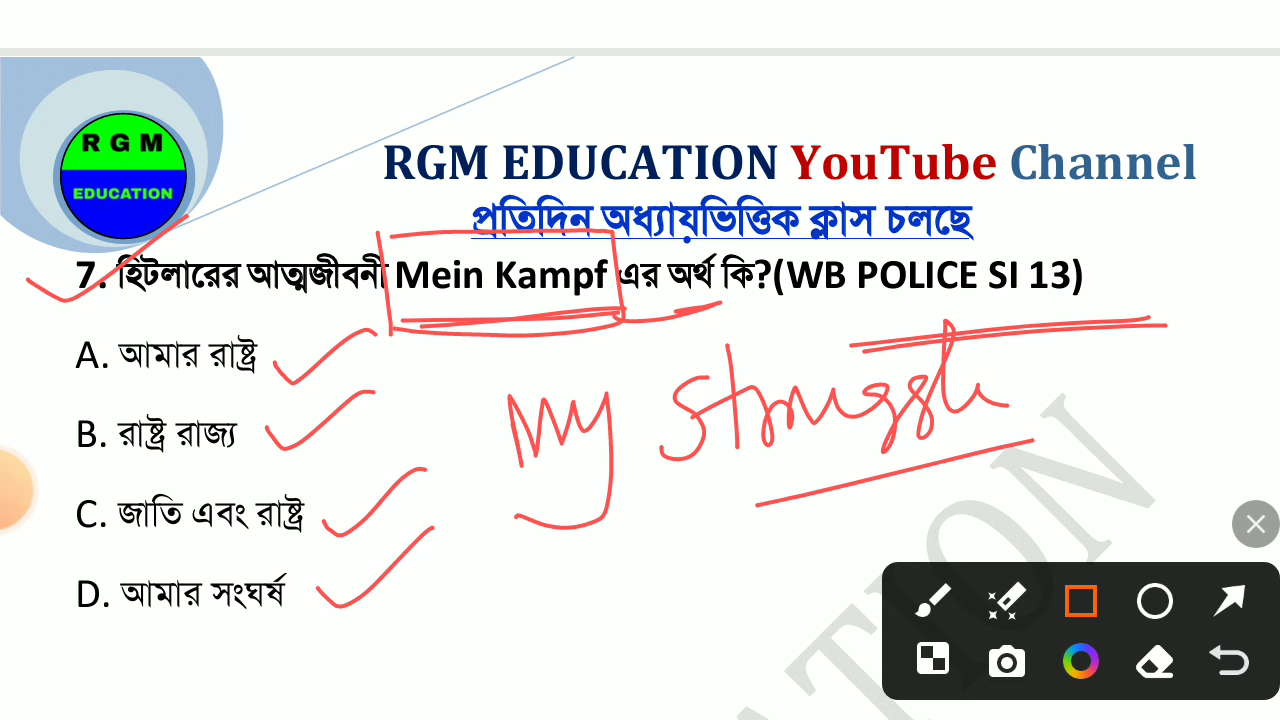 R G M
EDUCATION
RGM EDUCATION YouTube Channel
প্রতিদিন অধ্যায়ভিত্তিক ক্লাস চলছে
7. হিটলারের আত্মজীবনী Mein Kampf এর অর্থ কি?(WB POLICE SI 13)
A. আমার রাষ্ট্র
My Struggle
B. রাষ্ট্র রাজ্য
C. জাতি এবং রাষ্ট্র
D. আমার সংঘর্ষ